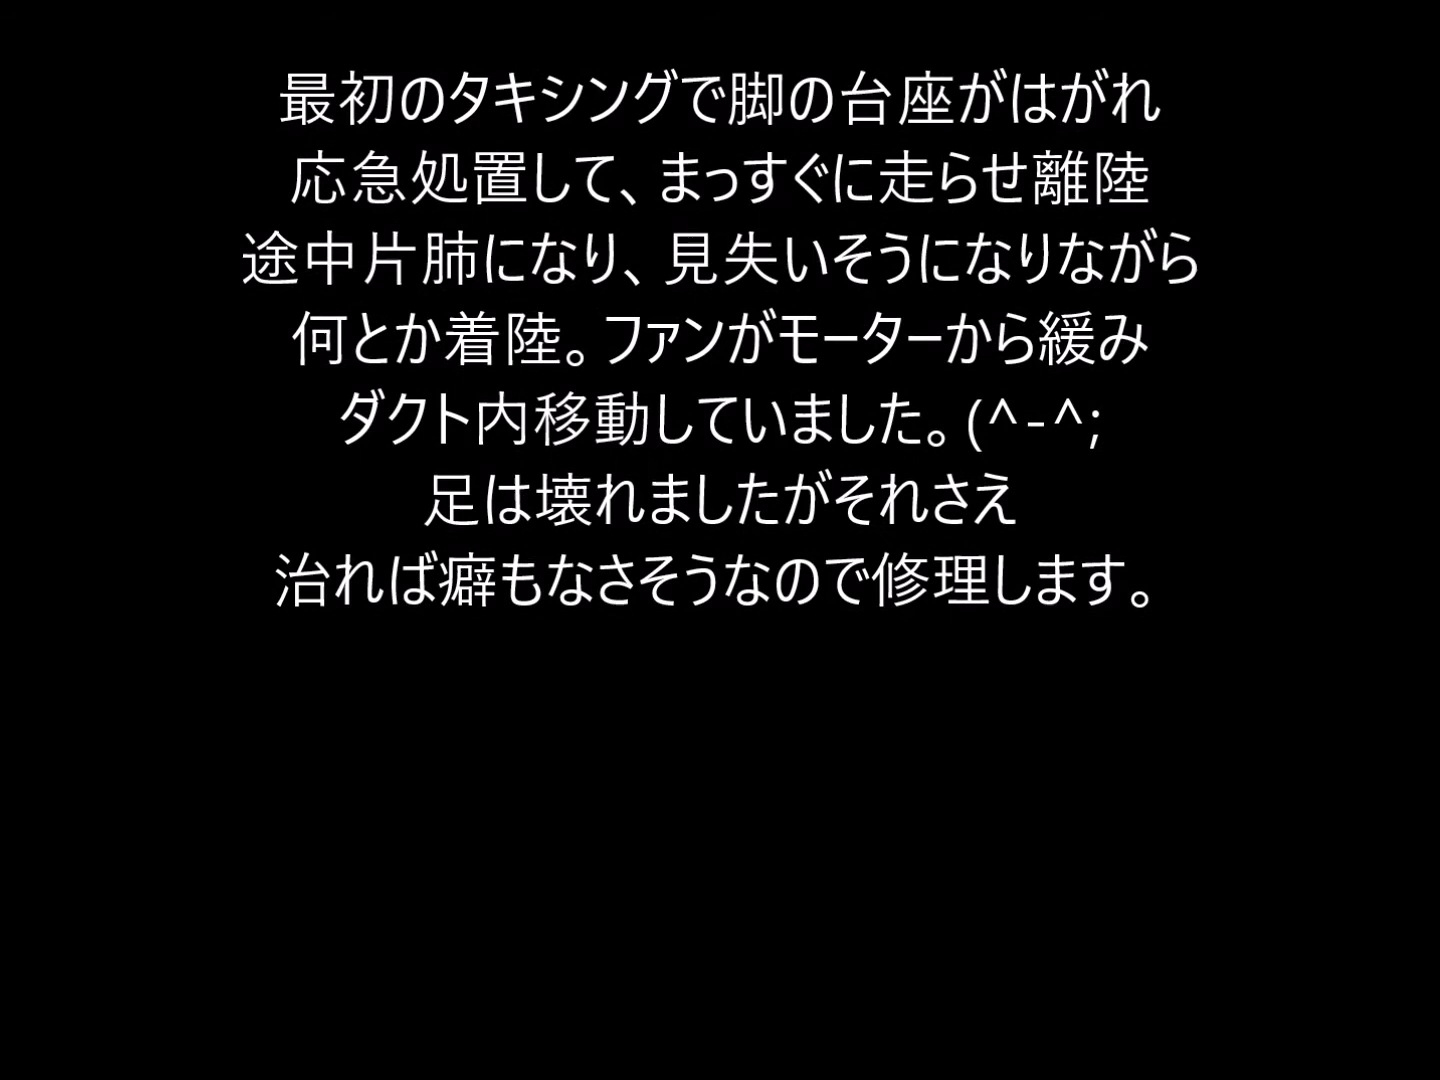 最初のタキシングで脚の台座がはがれ
応急処置して、まっすぐに走らせ離陸
途中片肺になり、見失いそうになりながら
何とか着陸。ファンがモーターから緩み
ダクト内移動していました。(^-^;
足は壊れましたがそれさえ
治れば癖もなさそうなので修理します。